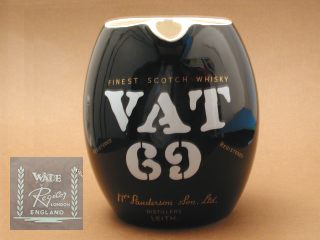 FINEST SCOTCH WHISKY
VAT
69
REGISTERED
REGISTERED
Wm Sanderson & Son, Ltd.
DISTILLERS
LEITH.
WADE
Regicor
LONDON
ENGLAND